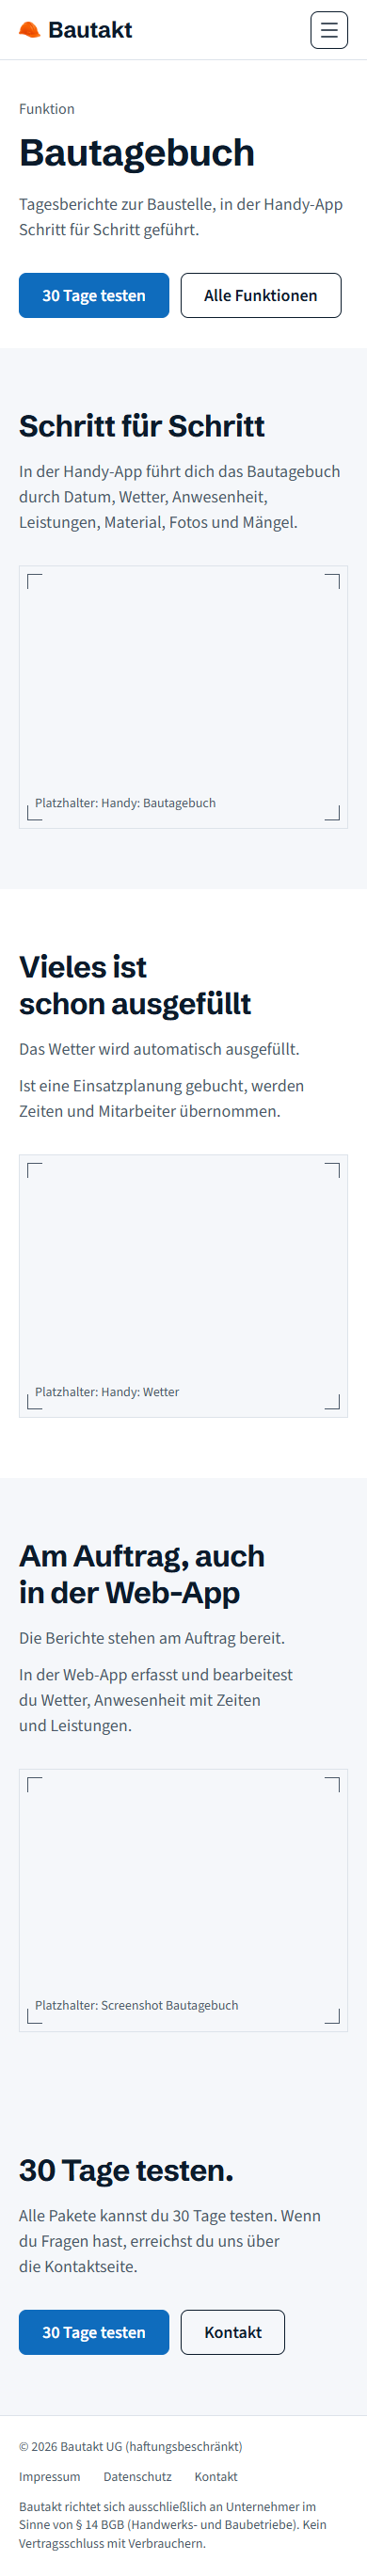 Bautakt
Funktion
Bautagebuch
Tagesberichte zur Baustelle, in der Handy-App
Schritt für Schritt geführt.
30 Tage testen
Alle Funktionen
Schritt für Schritt
In der Handy-App führt dich das Bautagebuch
durch Datum, Wetter, Anwesenheit,
Leistungen, Material, Fotos und Mängel.
Platzhalter: Handy: Bautagebuch
Vieles ist
schon ausgefüllt
Das Wetter wird automatisch ausgefüllt.
Ist eine Einsatzplanung gebucht, werden
Zeiten und Mitarbeiter übernommen.
Platzhalter: Handy: Wetter
Am Auftrag, auch
in der Web-App
Die Berichte stehen am Auftrag bereit.
In der Web-App erfasst und bearbeitest
du Wetter, Anwesenheit mit Zeiten
und Leistungen.
Platzhalter: Screenshot Bautagebuch
30 Tage testen.
Alle Pakete kannst du 30 Tage testen. Wenn
du Fragen hast, erreichst du uns über
die Kontaktseite.
30 Tage testen
Kontakt
© 2026 Bautakt UG (haftungsbeschränkt)
Impressum
Datenschutz
Kontakt
Bautakt richtet sich ausschließlich an Unternehmer im
Sinne von § 14 BGB (Handwerks- und Baubetriebe). Kein
Vertragsschluss mit Verbrauchern.